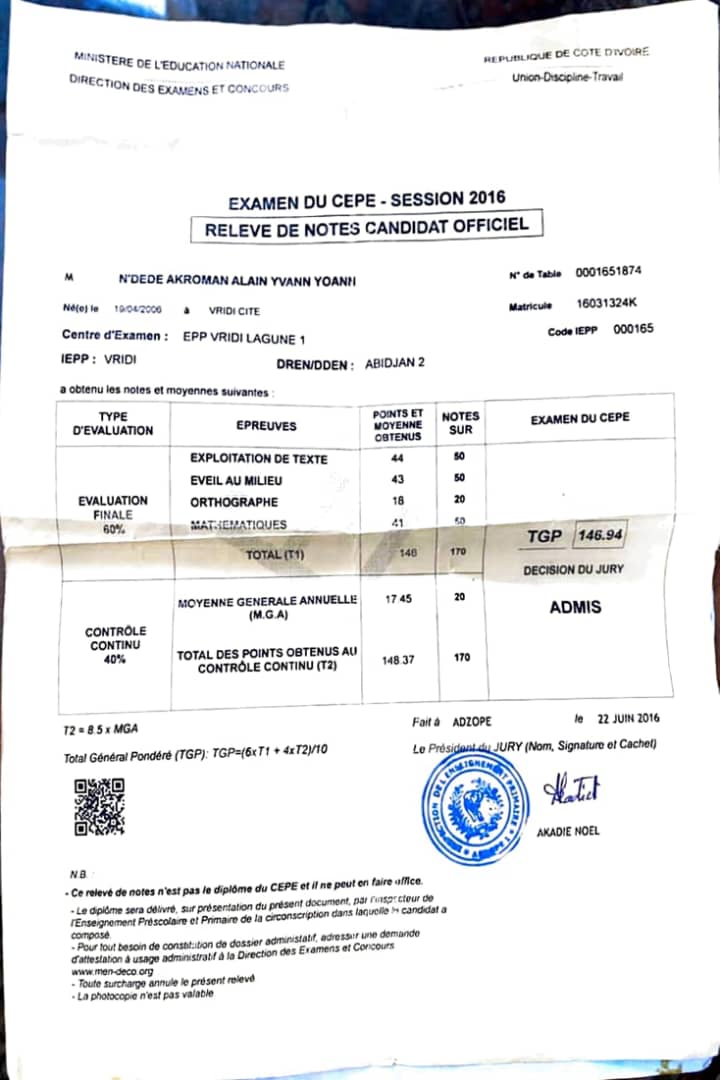 MINISTERE DE L'EDUCATION NATIONALE
DIRECTION DES EXAMENS ET CONCOURS
REPUBLIQUE DE COTE D'IVOIRE
Union-Discipline-Travail
EXAMEN DU CEPE - SESSION 2016
RELEVE DE NOTES CANDIDAT OFFICIEL
M N'DEDE AKROMAN ALAIN YVANN YOANN
N° de Table 0001651874
Né(e) le 19/04/2006 à VRIDI CITE
Matricule 16031324K
Centre d'Examen : EPP VRIDI LAGUNE 1
Code IEPP 000165
IEPP : VRIDI
DREN/DDEN : ABIDJAN 2
a obtenu les notes et moyennes suivantes :
TYPE D'EVALUATION
EPREUVES
POINTS ET MOYENNE OBTENUS
NOTES SUR
EXAMEN DU CEPE
EVALUATION FINALE 60%
EXPLOITATION DE TEXTE 44 50
EVEIL AU MILIEU 43 50
ORTHOGRAPHE 18 20
MATHEMATIQUES 41 50
TOTAL (T1) 146 170
TGP 146.94
DECISION DU JURY
ADMIS
CONTRÔLE CONTINU 40%
MOYENNE GENERALE ANNUELLE (M.G.A) 17.45 20
TOTAL DES POINTS OBTENUS AU CONTRÔLE CONTINU (T2) 148.37 170
T2 = 8.5 x MGA
Fait à ADZOPE le 22 JUIN 2016
Total Général Pondéré (TGP): TGP=(6xT1 + 4xT2)/10
Le Président du JURY (Nom, Signature et Cachet)
AKADIE NOEL
N.B. :
- Ce relevé de notes n'est pas le diplôme du CEPE et il ne peut en faire office.
- Le diplôme sera délivré, sur présentation du présent document, par l'inspecteur de
l'Enseignement Préscolaire et Primaire de la circonscription dans laquelle le candidat a
composé.
- Pour tout besoin de constitution de dossier administatif, adresser une demande
d'attestation à usage administratif à la Direction des Examens et Concours
www.men-deco.org
- Toute surcharge annule le présent relevé
- La photocopie n'est pas valable